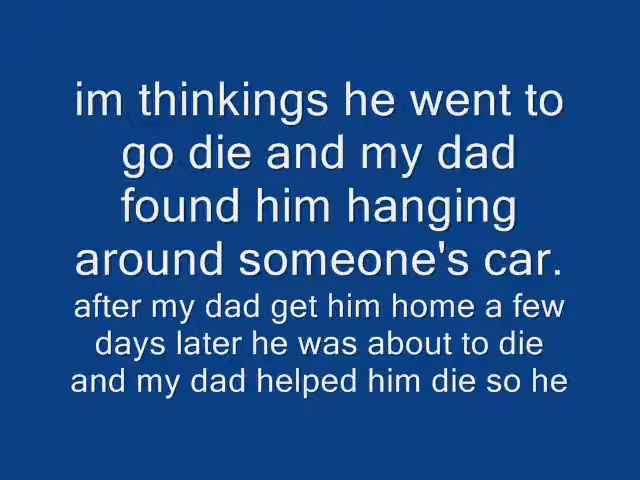 im thinkings he went to
go die and my dad
found him hanging
around someone's car.
after my dad get him home a few
days later he was about to die
and my dad helped him die so he